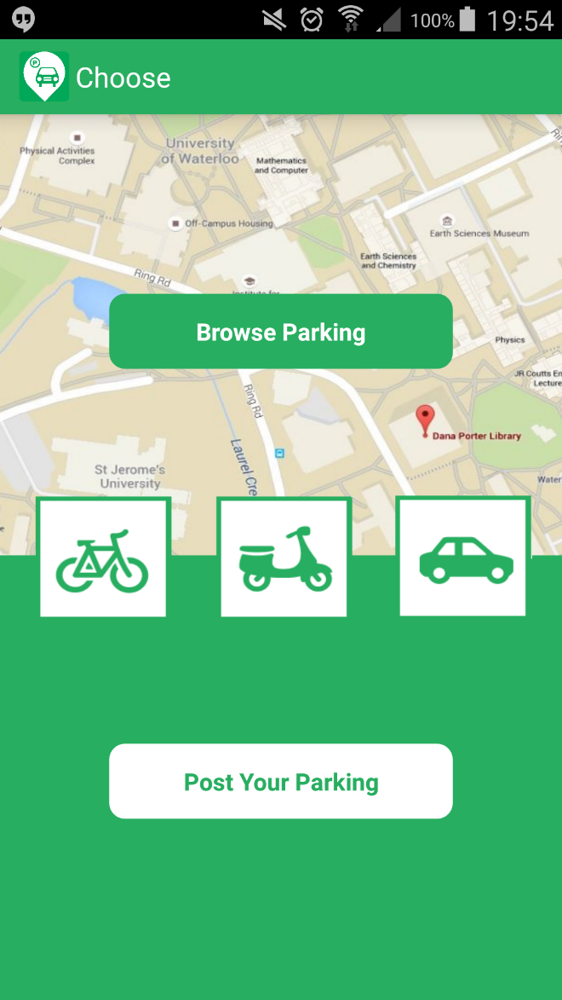 100%
19:54
P
Choose
Physical Activities
Complex
University
of Waterloo
Mathematics
and Computer
Off-Campus Housing
Earth Sciences Museum
Earth Sciences
and Chemistry
Ring Rd
Browse Parking
Physics
JR Coutts En
Lecture
Ring Rd
Dana Porter Library
Laurel Cre
St Jerome's
University
Water
e
Post Your Parking